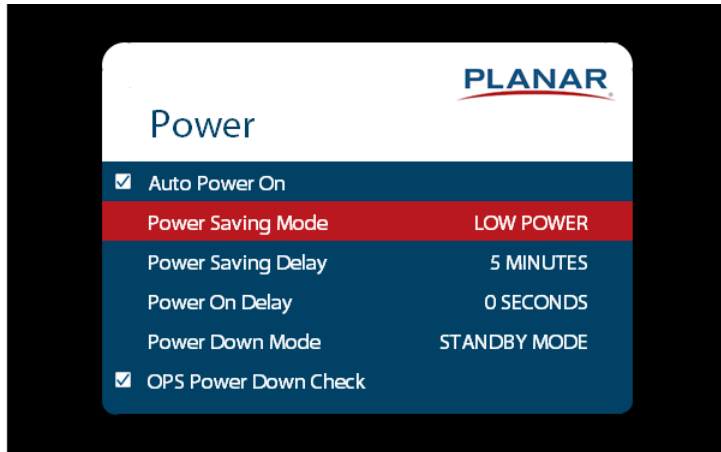 PLANAR
Power
Auto Power On
Power Saving Mode LOW POWER
Power Saving Delay 5 MINUTES
Power On Delay 0 SECONDS
Power Down Mode STANDBY MODE
OPS Power Down Check